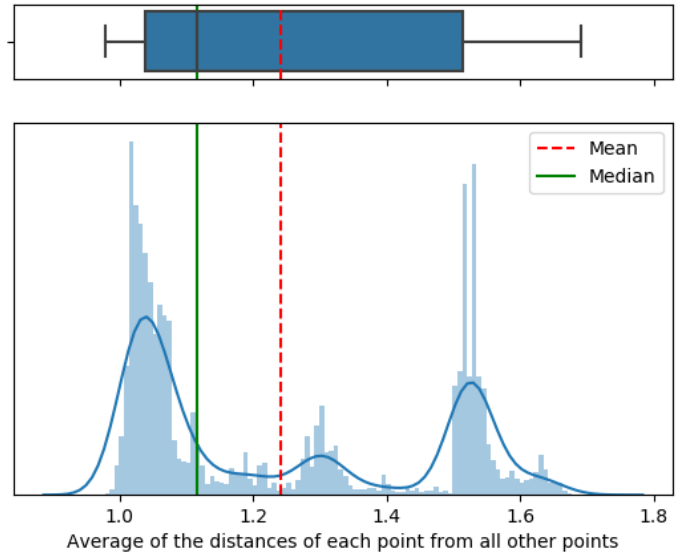 1.0 1.2 1.4 1.6 1.8
Mean
Median
Average of the distances of each point from all other points